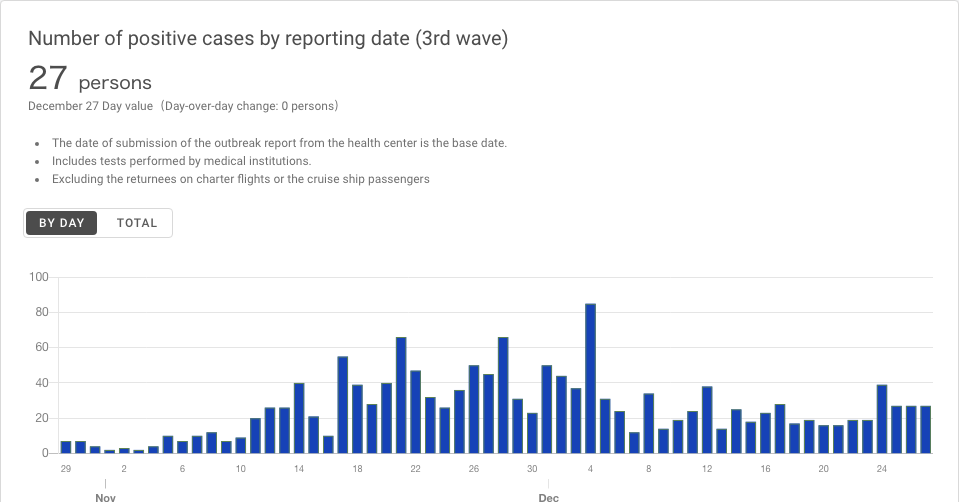 Number of positive cases by reporting date (3rd wave)
27 persons
December 27 Day value（Day-over-day change: 0 persons）
• The date of submission of the outbreak report from the health center is the base date.
• Includes tests performed by medical institutions.
• Excluding the returnees on charter flights or the cruise ship passengers
BY DAY TOTAL
100
80
60
40
20
0
29 2 6 10 14 18 22 26 30 4 8 12 16 20 24
Nov Dec